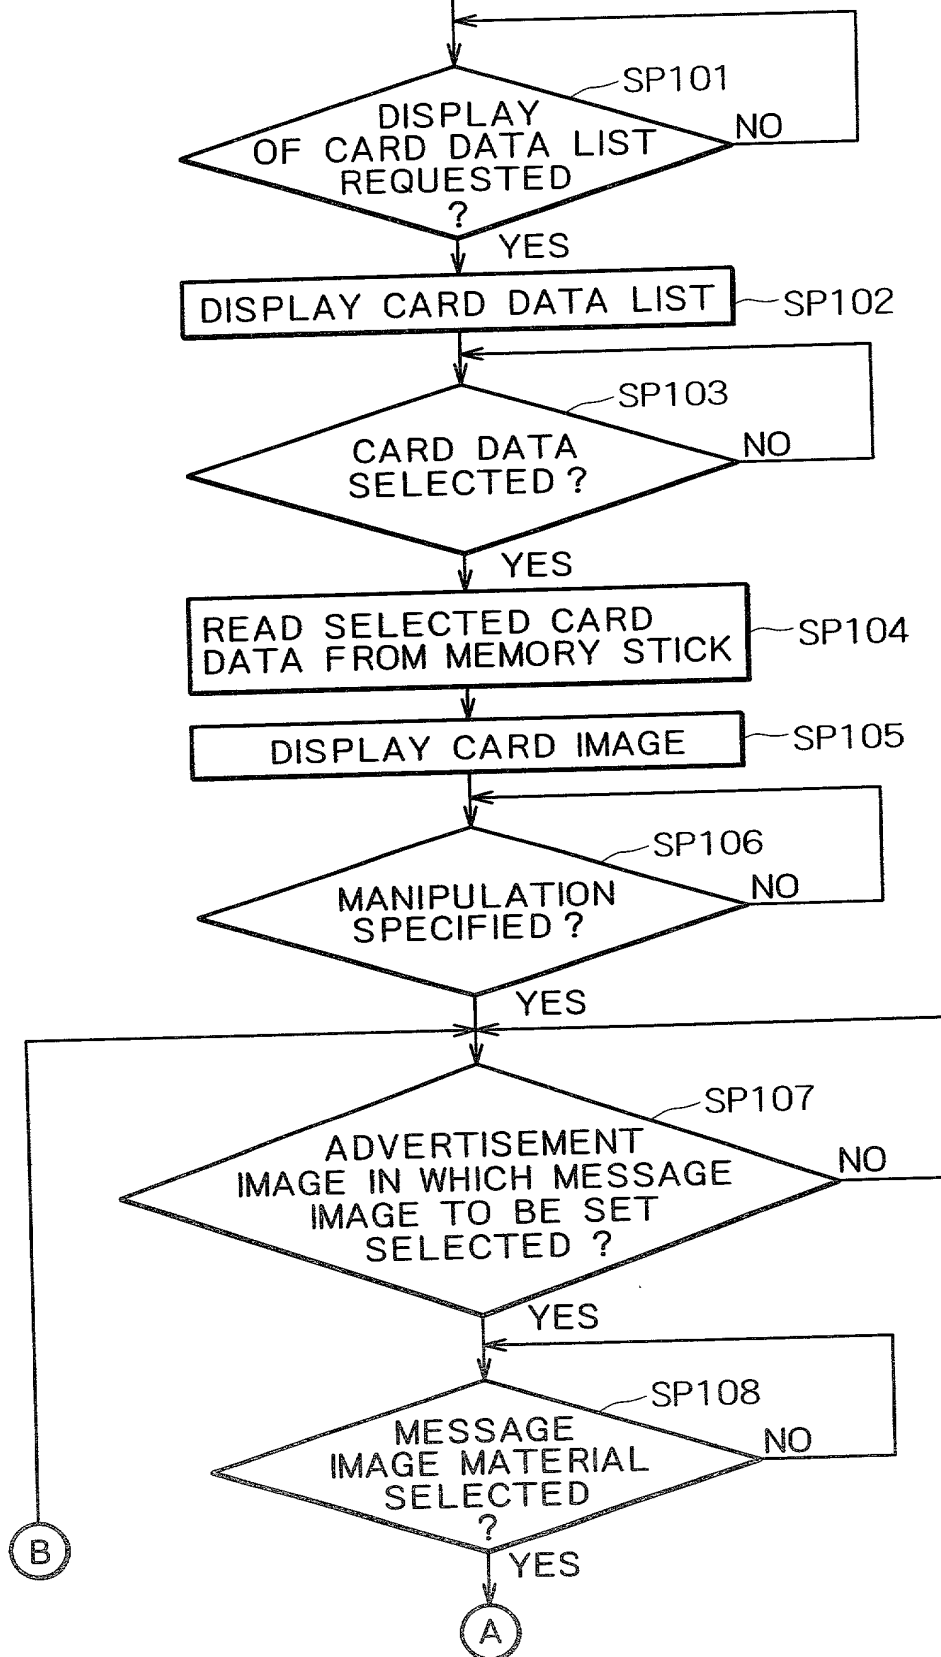 SP101
DISPLAY
OF CARD DATA LIST
REQUESTED
?
NO
YES
DISPLAY CARD DATA LIST
SP102
SP103
CARD DATA
SELECTED ?
NO
YES
READ SELECTED CARD
DATA FROM MEMORY STICK
SP104
DISPLAY CARD IMAGE
SP105
SP106
MANIPULATION
SPECIFIED ?
NO
YES
SP107
ADVERTISEMENT
IMAGE IN WHICH MESSAGE
IMAGE TO BE SET
SELECTED ?
NO
YES
SP108
MESSAGE
IMAGE MATERIAL
SELECTED
?
NO
YES
B
A